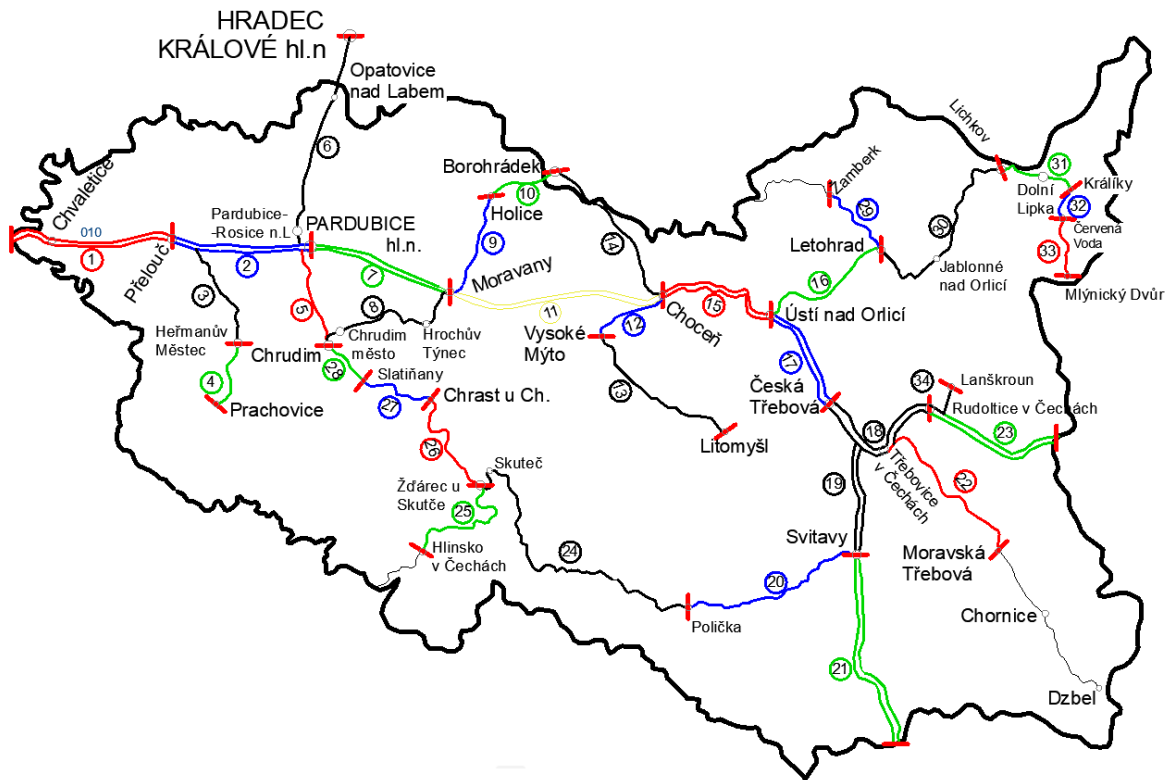 HRADEC
KRÁLOVÉ hl.n
Opatovice
nad Labem
6
Lichkov
31
Borohrádek
10
Žamberk
Králíky
Dolní
Lipka
32
Holice
29
Chvaletice
Pardubice-
-Rosice n.L
PARDUBICE
hl.n.
Červená
Voda
010
1
Přelouč
2
9
14
Letohrad
30
33
7
Moravany
16
Jablonné
nad Orlicí
Mlýnický Dvůr
3
5
8
11
15
Choceň
Ústí nad Orlicí
Heřmanův
Městec
Chrudim
Chrudim
město
Hrochův
Týnec
Vysoké
Mýto
12
17
28
Slatiňany
4
27
Chrast u Ch.
13
Česká
Třebová
34
Lanškroun
Rudoltice v Čechách
Prachovice
18
23
26
Litomyšl
Skuteč
19
Třebovice
v Čechách
22
Žďárec u
Skutče
25
Svitavy
Hlinsko
v Čechách
24
20
Moravská
Třebová
Polička
Chornice
21
Dzbel